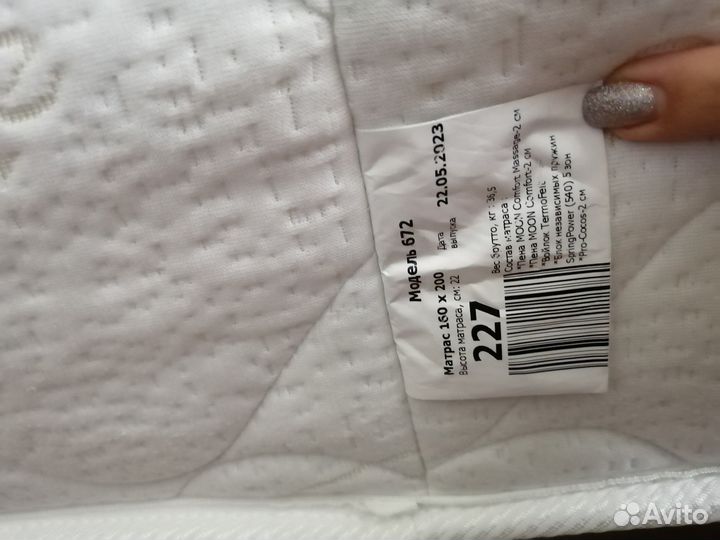 Модель 672
Матрас 160 x 200
Дата выпуска
22.05.2023
Высота матраса, см: 22
227
Вес брутто, кг : 36,5
Состав матраса
*Пена MOON Comfort Massage-2 см
*Пена MOON Comfort-2 см
*Войлок TermoFelt
*Блок независимых пружин
SpringPower (540) 5 зон
*Pro-Cocos-2 см
Avito